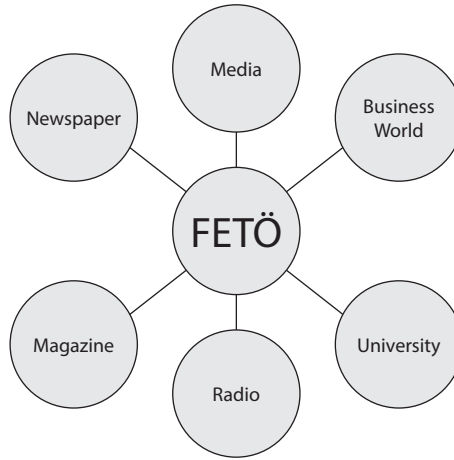 Media
Newspaper
Business
World
FETÖ
Magazine
University
Radio